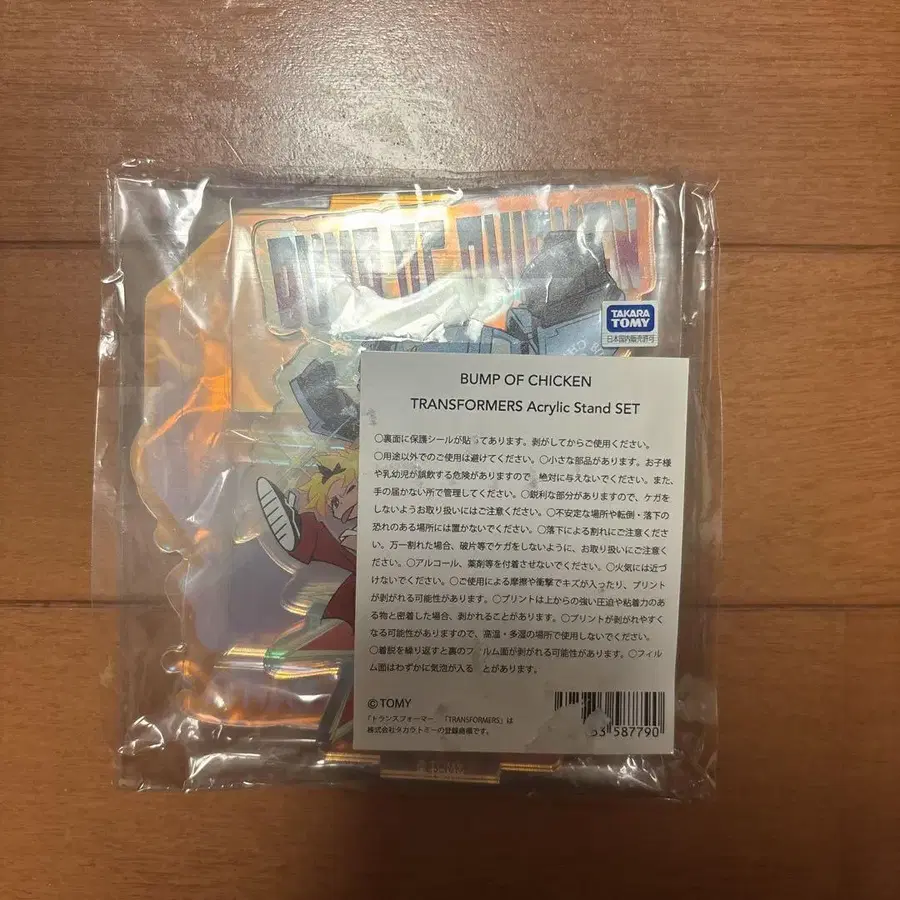 TAKARA
TOMY
日本国内販売許可
BUMP OF CHICKEN
TRANSFORMERS Acrylic Stand SET
○裏面に保護シールが貼ってあります。剥がしてからご使用ください。
○用途以外でのご使用は避けてください。○小さな部品があります。お子様
や乳幼児が誤飲する危険がありますので 絶対に与えないでください。また、
手の届かない所で管理してください。○鋭利な部分がありますので、ケガを
しないようお取り扱いにはご注意ください。○不安定な場所や転倒・落下の
恐れのある場所には置かないでください。○落下による割れにご注意くださ
い。万一割れた場合、破片等でケガをしないように、お取り扱いにご注意くだ
さい。○アルコール、薬剤等を付着させないでください。○火気には近づ
けないでください。○ご使用による摩擦や衝撃でキズが入ったり、プリント
が剥がれる可能性があります。○プリントは上からの強い圧迫や粘着力のあ
る物と密着した場合、剥がれることがあります。○プリントが剥がれやすく
なる可能性がありますので、高温・多湿の場所で使用しないでください。
○着脱を繰り返すと裏のフィルム面が剥がれる可能性があります。○フィル
ム面はわずかに気泡が入ることがあります。
©TOMY
「トランスフォーマー 「TRANSFORMERS」は
株式会社タカラトミーの登録商標です。
587790